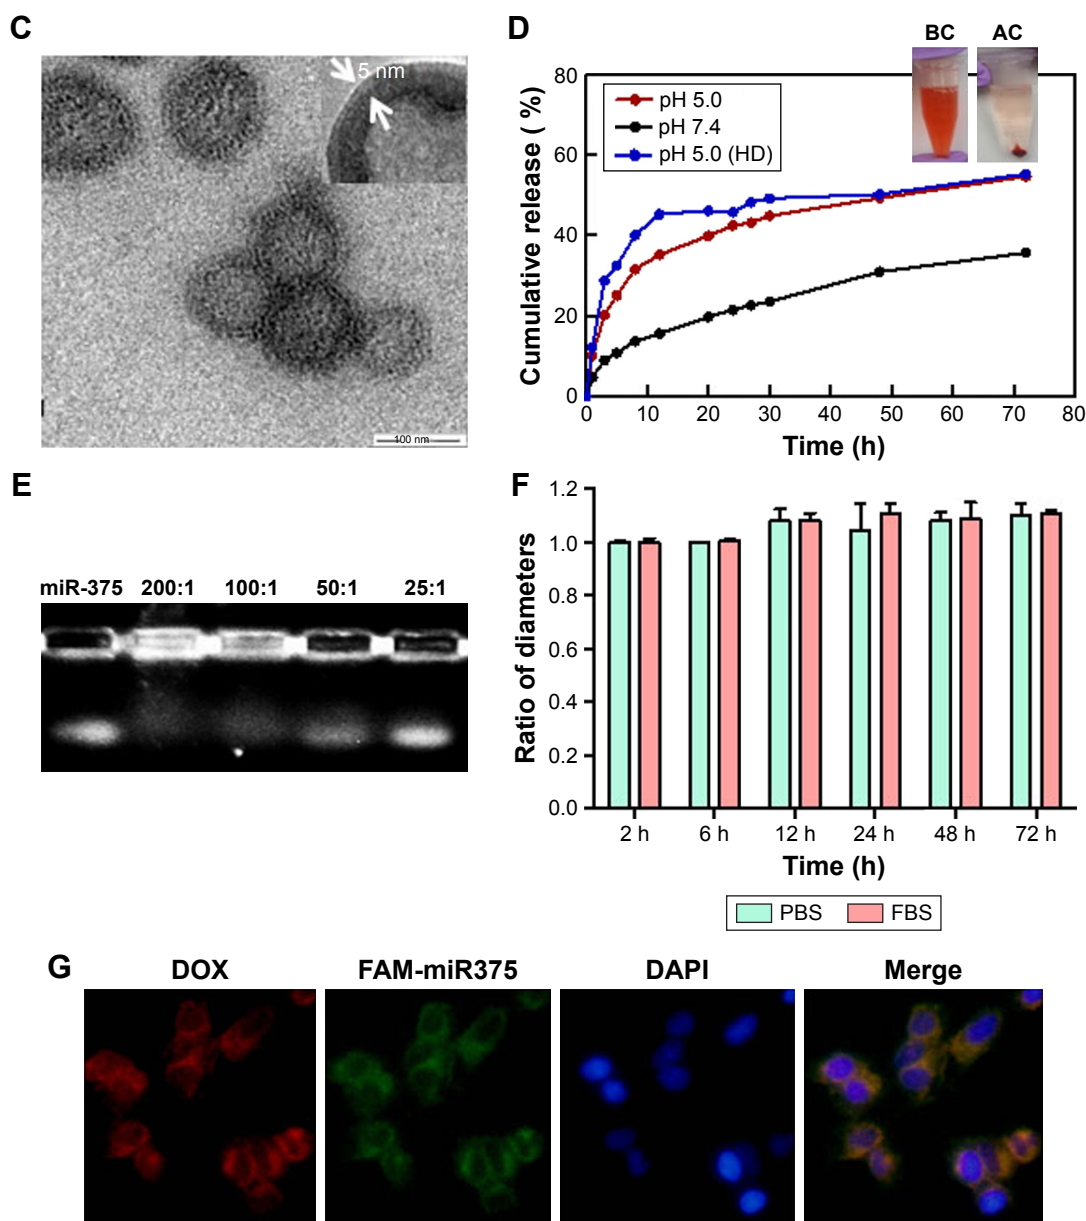 C
5 nm
100 nm
D
BC AC
Cumulative release ( %)
80
60
40
20
0
pH 5.0
pH 7.4
pH 5.0 (HD)
0 10 20 30 40 50 60 70 80
Time (h)
E
miR-375 200:1 100:1 50:1 25:1
F
Ratio of diameters
1.2
1.0
0.8
0.6
0.4
0.2
0.0
2 h 6 h 12 h 24 h 48 h 72 h
Time (h)
PBS FBS
G
DOX FAM-miR375 DAPI Merge